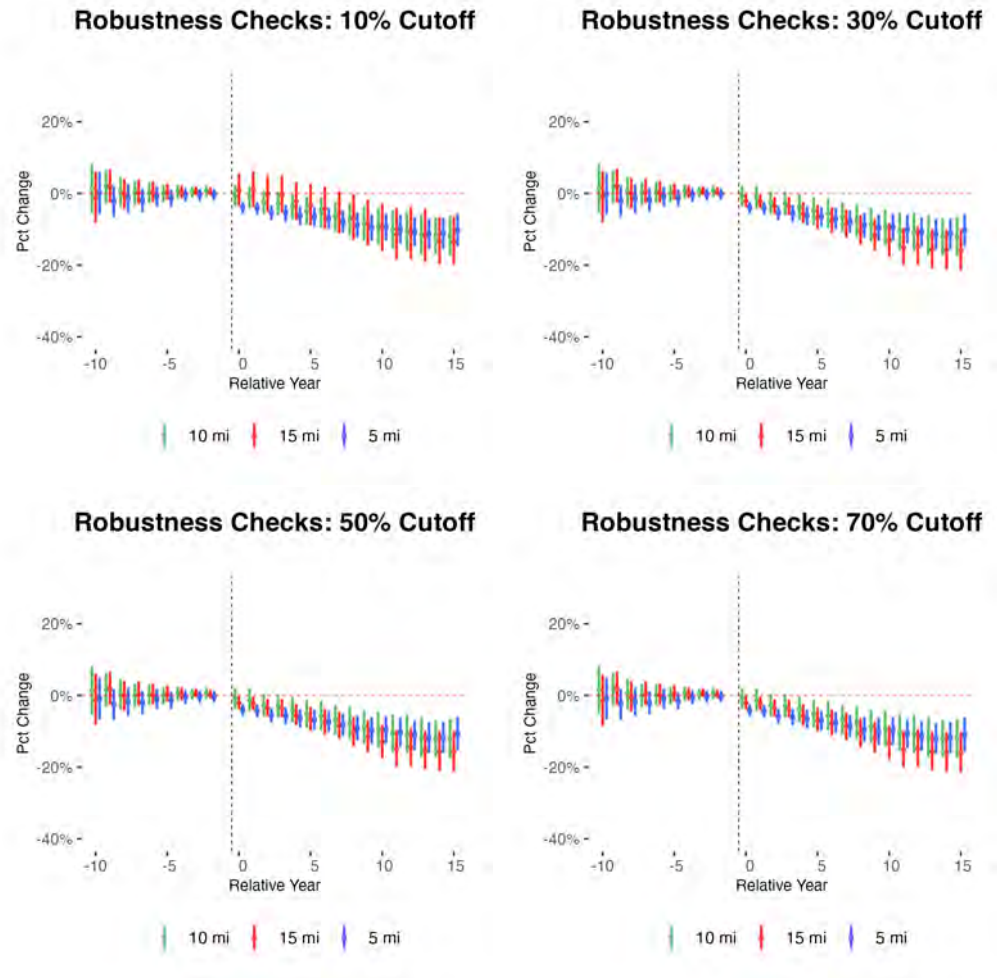 Robustness Checks: 10% Cutoff
Pct Change
20%
0%
-20%
-40%
-10 -5 0 5 10 15
Relative Year
10 mi 15 mi 5 mi
Robustness Checks: 30% Cutoff
Pct Change
20%
0%
-20%
-40%
-10 -5 0 5 10 15
Relative Year
10 mi 15 mi 5 mi
Robustness Checks: 50% Cutoff
Pct Change
20%
0%
-20%
-40%
-10 -5 0 5 10 15
Relative Year
10 mi 15 mi 5 mi
Robustness Checks: 70% Cutoff
Pct Change
20%
0%
-20%
-40%
-10 -5 0 5 10 15
Relative Year
10 mi 15 mi 5 mi